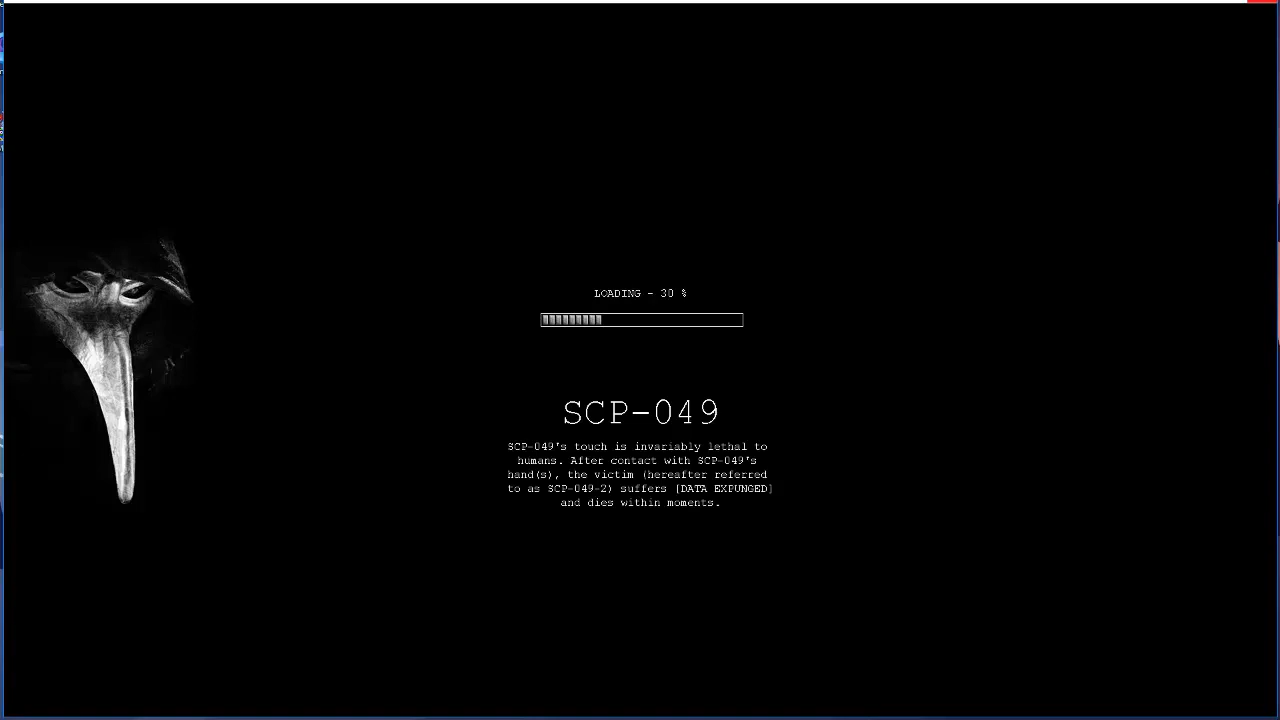 LOADING - 30 %
SCP-049
SCP-049's touch is invariably lethal to
humans. After contact with SCP-049's
hand(s), the victim (hereafter referred
to as SCP-049-2) suffers [DATA EXPUNGED]
and dies within moments.